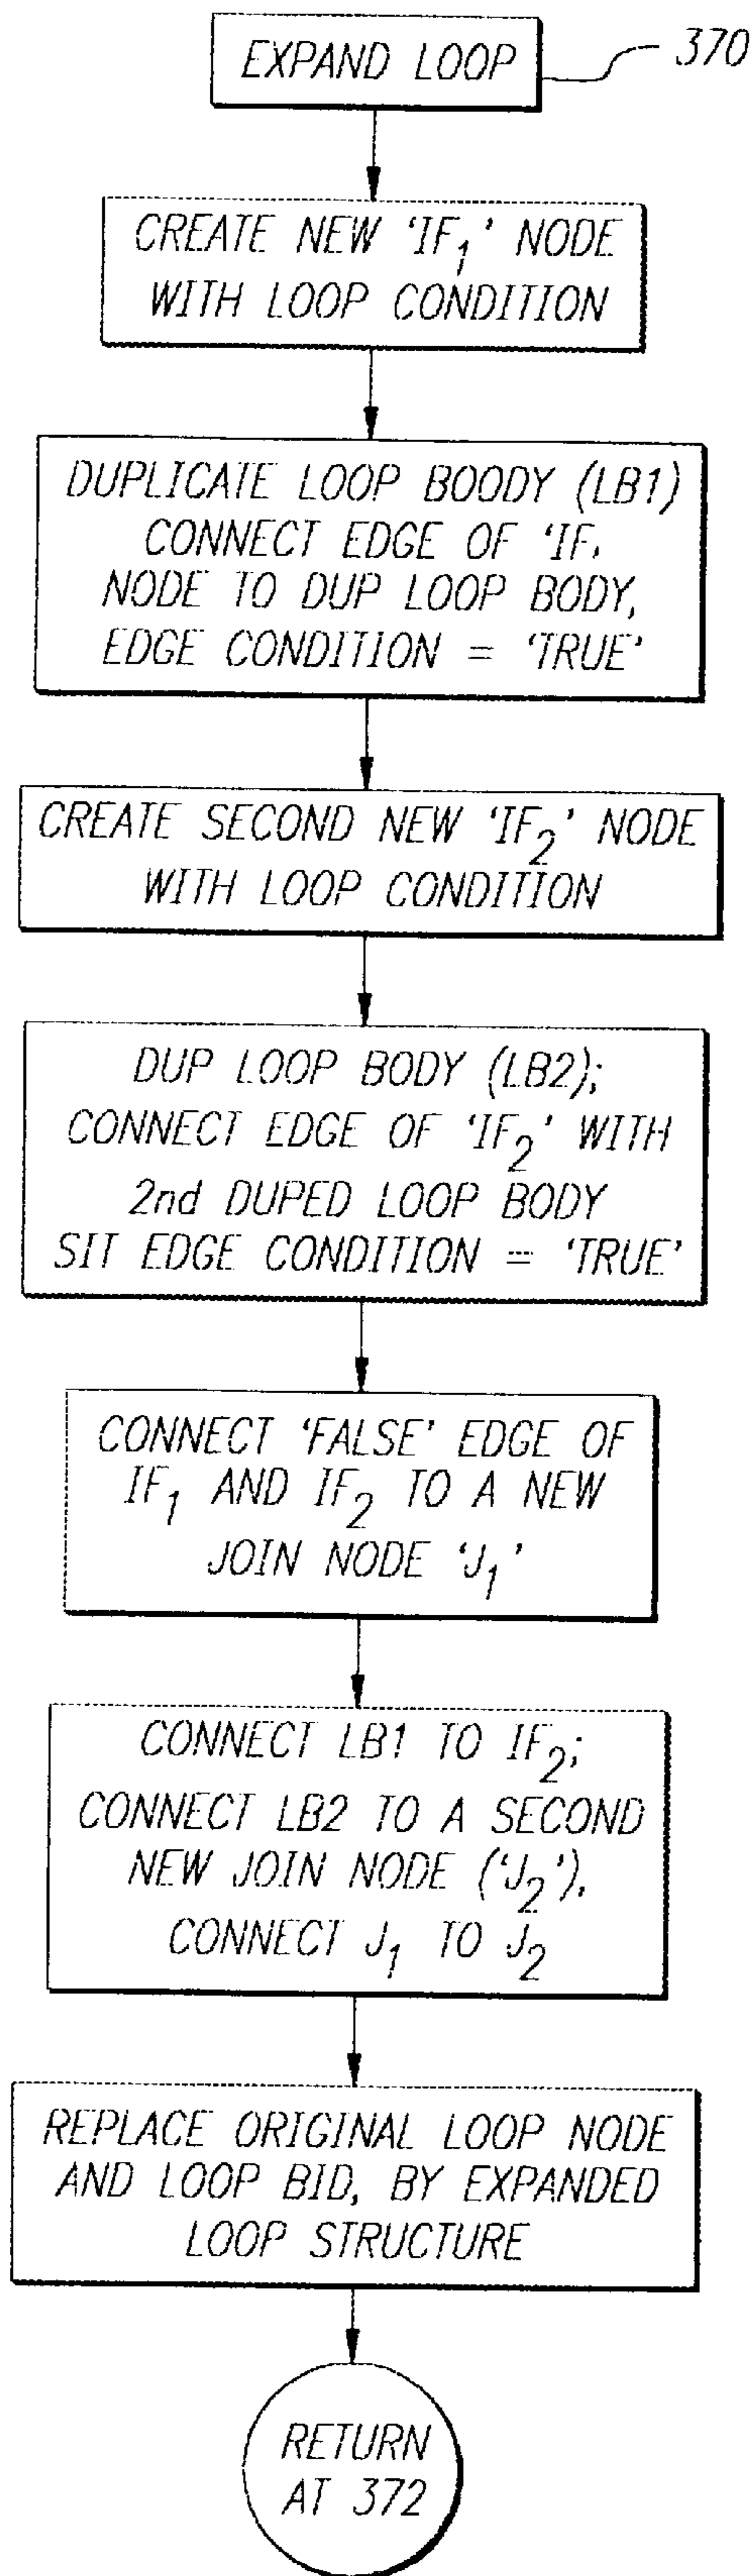 EXPAND LOOP
370
CREATE NEW 'IF₁' NODE
WITH LOOP CONDITION
DUPLICATE LOOP BOODY (LB1)
CONNECT EDGE OF 'IF,
NODE TO DUP LOOP BODY,
EDGE CONDITION = 'TRUE'
CREATE SECOND NEW 'IF₂' NODE
WITH LOOP CONDITION
DUP LOOP BODY (LB2);
CONNECT EDGE OF 'IF₂' WITH
2nd DUPED LOOP BODY
SIT EDGE CONDITION = 'TRUE'
CONNECT 'FALSE' EDGE OF
IF₁ AND IF₂ TO A NEW
JOIN NODE 'J₁'
CONNECT LB1 TO IF₂;
CONNECT LB2 TO A SECOND
NEW JOIN NODE ('J₂'),
CONNECT J₁ TO J₂
REPLACE ORIGINAL LOOP NODE
AND LOOP BID, BY EXPANDED
LOOP STRUCTURE
RETURN
AT 372